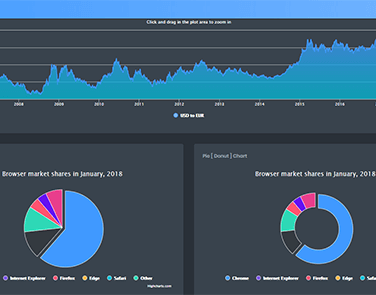 Click and drag in the plot area to zoom in
2008 2009 2010 2011 2012 2013 2014 2015 2016
USD to EUR
Browser market shares in January, 2018
Internet Explorer Firefox Edge Safari Other
Highcharts.com
Pie | Donut | Chart
Browser market shares in January, 2018
Chrome Internet Explorer Firefox Edge Safari